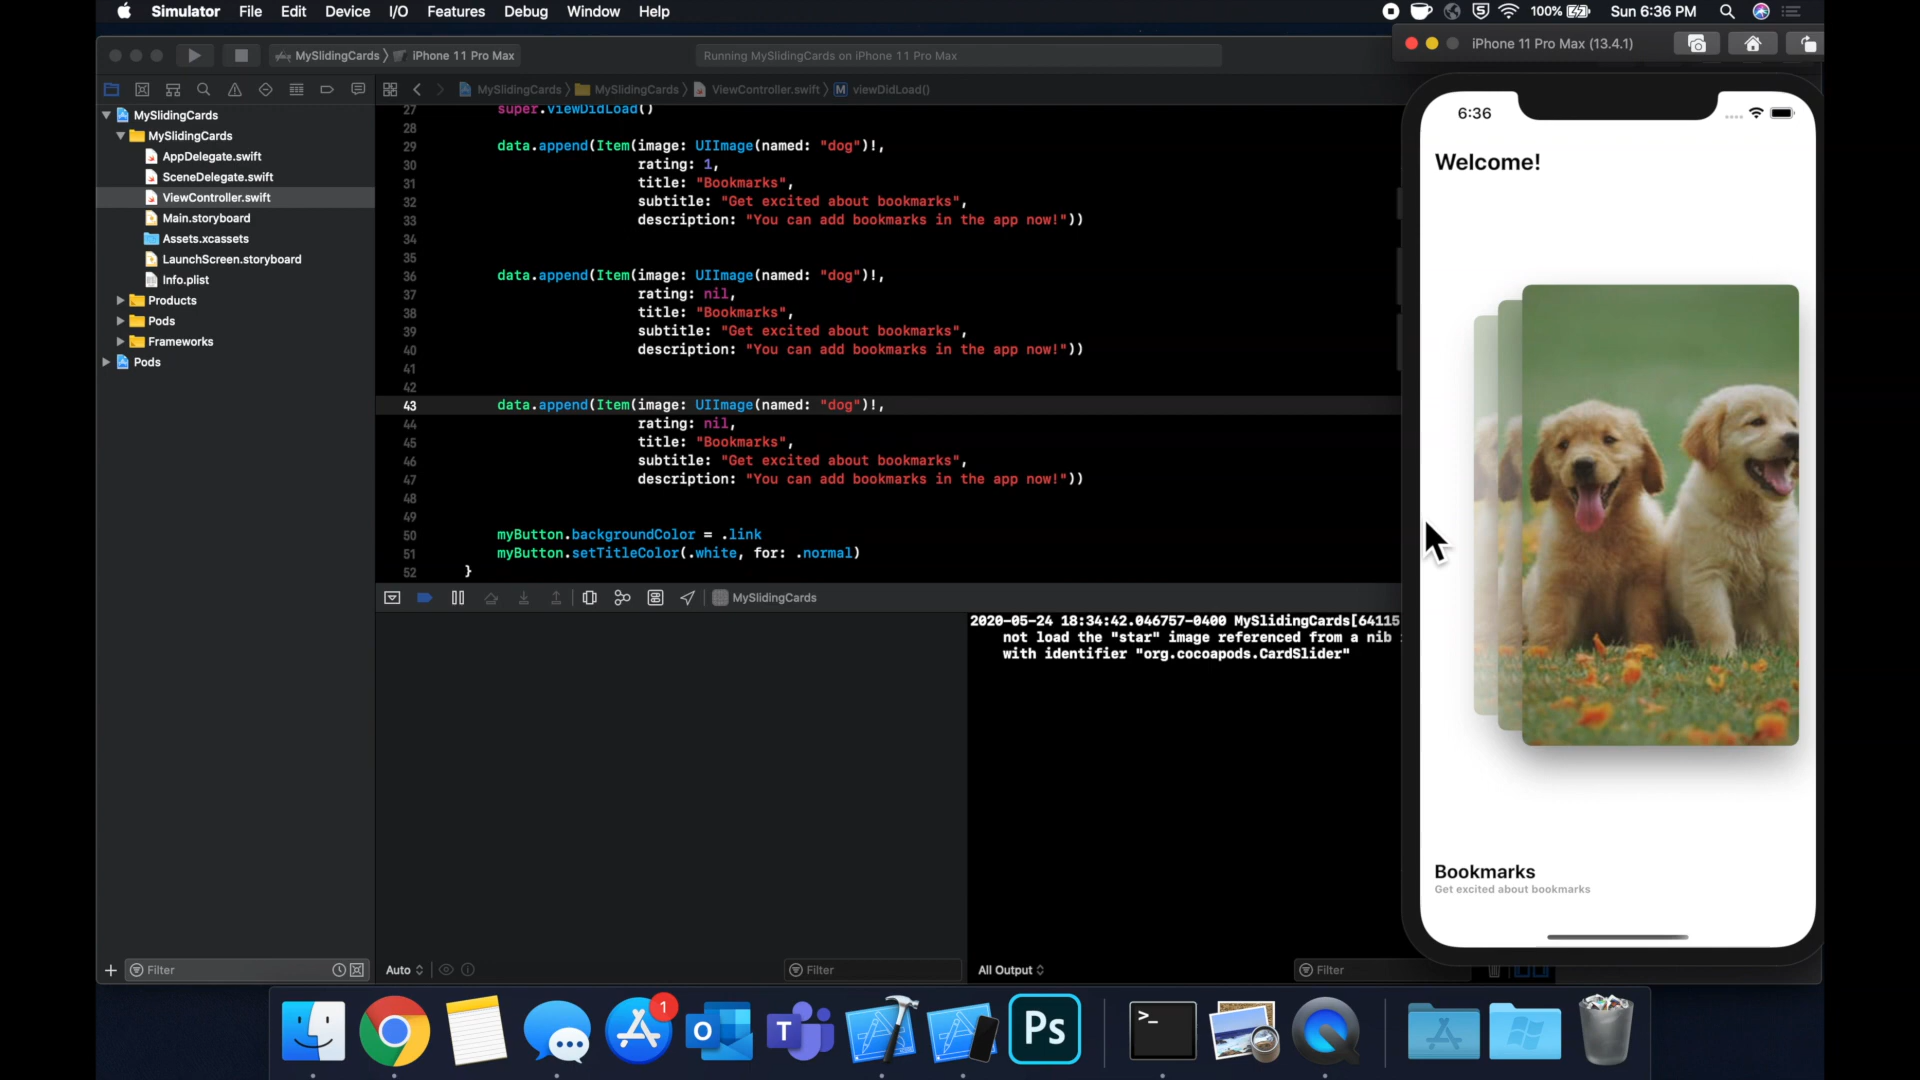 Simulator File Edit Device I/O Features Debug Window Help
100% Sun 6:36 PM
MySlidingCards iPhone 11 Pro Max
Running MySlidingCards on iPhone 11 Pro Max
iPhone 11 Pro Max (13.4.1)
MySlidingCards MySlidingCards ViewController.swift M viewDidLoad()
MySlidingCards
MySlidingCards
AppDelegate.swift
SceneDelegate.swift
ViewController.swift
Main.storyboard
Assets.xcassets
LaunchScreen.storyboard
Info.plist
Products
Pods
Frameworks
Pods
27 super.viewDidLoad()
28
29 data.append(Item(image: UIImage(named: "dog")!,
30 rating: 1,
31 title: "Bookmarks",
32 subtitle: "Get excited about bookmarks",
33 description: "You can add bookmarks in the app now!"))
34
35
36 data.append(Item(image: UIImage(named: "dog")!,
37 rating: nil,
38 title: "Bookmarks",
39 subtitle: "Get excited about bookmarks",
40 description: "You can add bookmarks in the app now!"))
41
42
43 data.append(Item(image: UIImage(named: "dog")!,
44 rating: nil,
45 title: "Bookmarks",
46 subtitle: "Get excited about bookmarks",
47 description: "You can add bookmarks in the app now!"))
48
49
50 myButton.backgroundColor = .link
51 myButton.setTitleColor(.white, for: .normal)
52 }
MySlidingCards
2020-05-24 18:34:42.046757-0400 MySlidingCards[64115
not load the "star" image referenced from a nib
with identifier "org.cocoapods.CardSlider"
6:36
Welcome!
Bookmarks
Get excited about bookmarks
Filter
Auto
Filter
All Output
Filter
1
O
T
Ps
>_